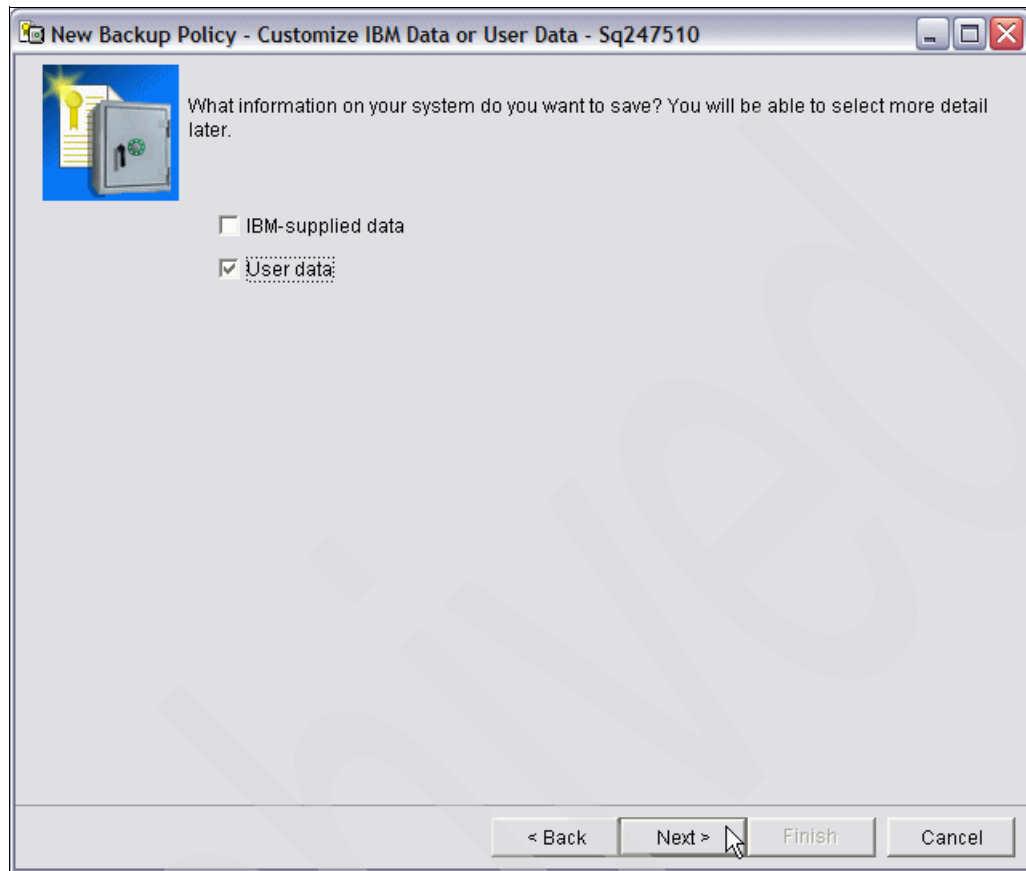 New Backup Policy - Customize IBM Data or User Data - Sq247510
What information on your system do you want to save? You will be able to select more detail
later.
IBM-supplied data
User data
< Back
Next >
Finish
Cancel